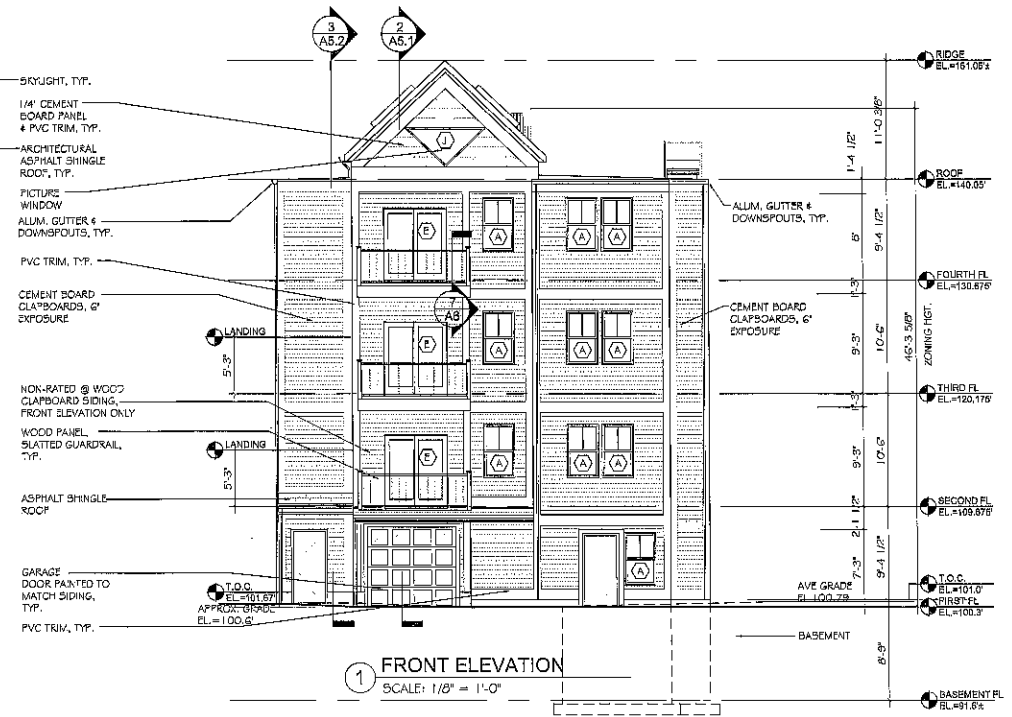 3
A5.2
2
A5.1
SKYLIGHT, TYP.
1/4" CEMENT
BOARD PANEL
& PVC TRIM, TYP.
ARCHITECTURAL
ASPHALT SHINGLE
ROOF, TYP.
PICTURE
WINDOW
ALUM. GUTTER &
DOWNSPOUTS, TYP.
PVC TRIM, TYP.
CEMENT BOARD
CLAPBOARDS, 6"
EXPOSURE
LANDING
5'-3"
NON-RATED @ WOOD
CLAPBOARD SIDING,
FRONT ELEVATION ONLY
WOOD PANEL
SLATTED GUARDRAIL,
TYP.
LANDING
5'-3"
ASPHALT SHINGLE
ROOF
GARAGE
DOOR PAINTED TO
MATCH SIDING,
TYP.
PVC TRIM, TYP.
T.O.C.
EL.=101.67'
APPROX. GRADE
EL.=100.6'
J
E
A
A
A
7
A8
E
A
A
A
E
A
A
A
A
ALUM. GUTTER &
DOWNSPOUTS, TYP.
CEMENT BOARD
CLAPBOARDS, 6"
EXPOSURE
AVE GRADE
EL 100.79
BASEMENT
1'-4 1/2"
8'
1'-3"
9'-3"
1'-3"
9'-3"
2'-1 1/2"
7'-3"
11'-0 3/8"
9'-4 1/2"
10'-6"
10'-6"
9'-4 1/2"
8'-9"
46'-3 5/8"
ZONING HGT.
RIDGE
EL.=151.05'±
ROOF
EL.=140.05'
FOURTH FL
EL.=130.675'
THIRD FL
EL.=120.175'
SECOND FL
EL.=109.675'
T.O.C.
EL.=101.0'
FIRST FL
EL.=100.3'
BASEMENT FL
EL.=91.6'±
1
FRONT ELEVATION
SCALE: 1/8" = 1'-0"